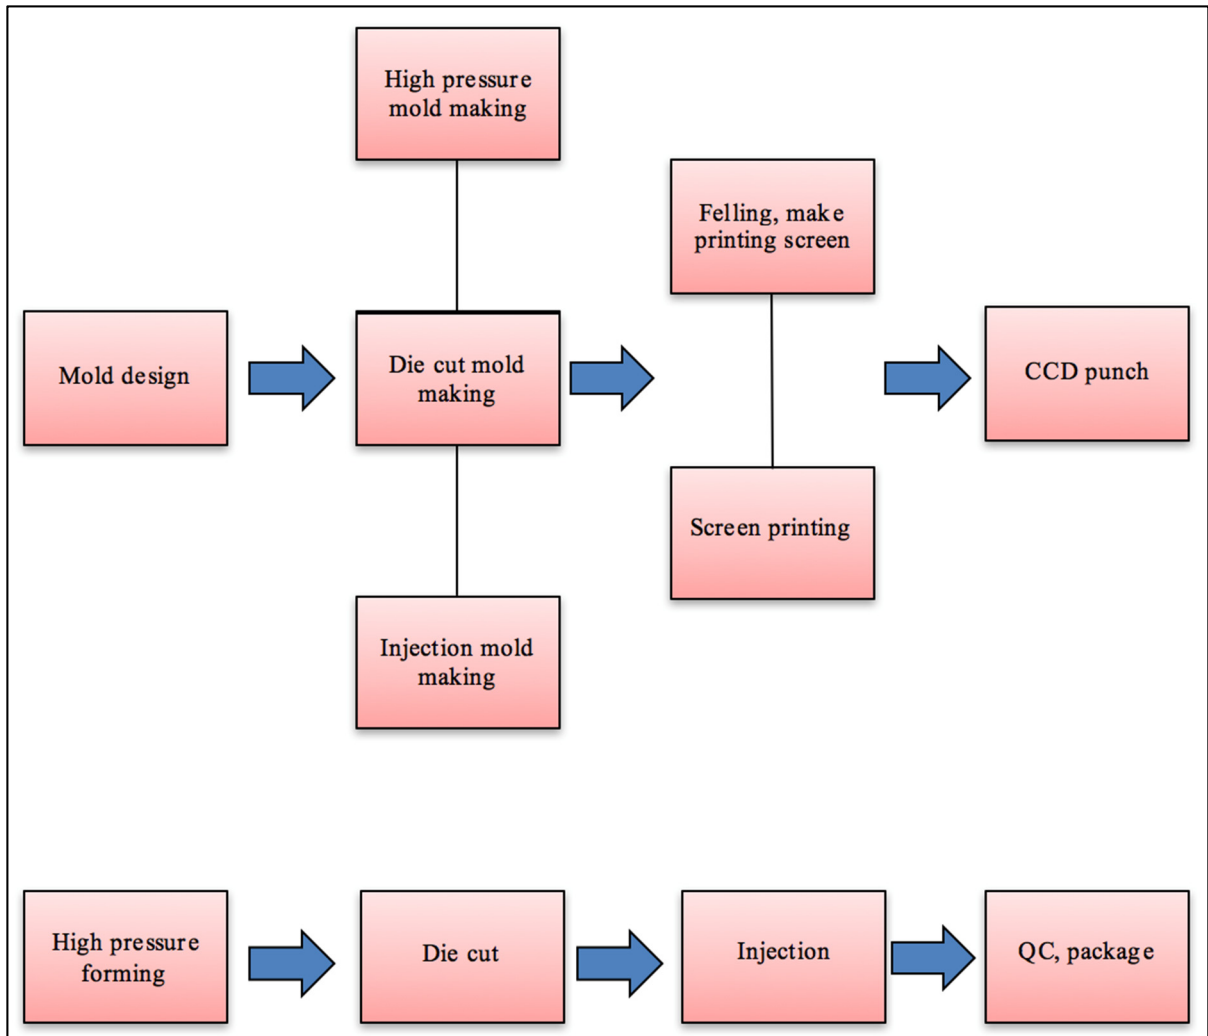 High pressure
mold making
Felling, make
printing screen
Mold design
Die cut mold
making
CCD punch
Screen printing
Injection mold
making
High pressure
forming
Die cut
Injection
QC, package